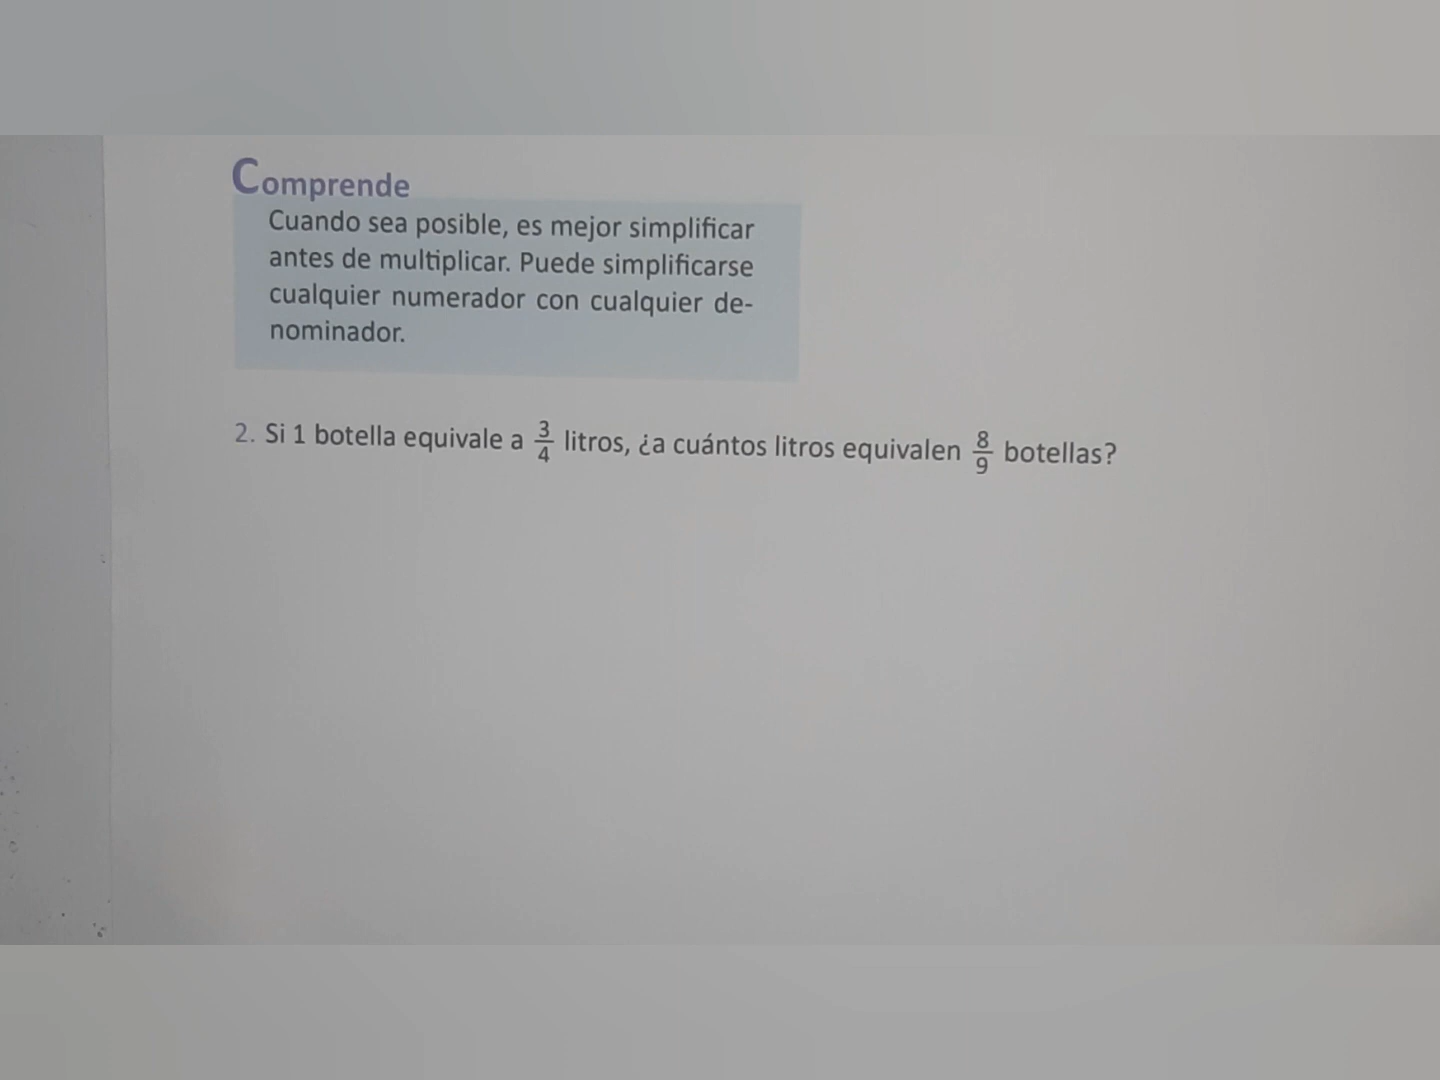 Comprende
Cuando sea posible, es mejor simplificar
antes de multiplicar. Puede simplificarse
cualquier numerador con cualquier de-
nominador.
2. Si 1 botella equivale a 3/4 litros, ¿a cuántos litros equivalen 8/9 botellas?